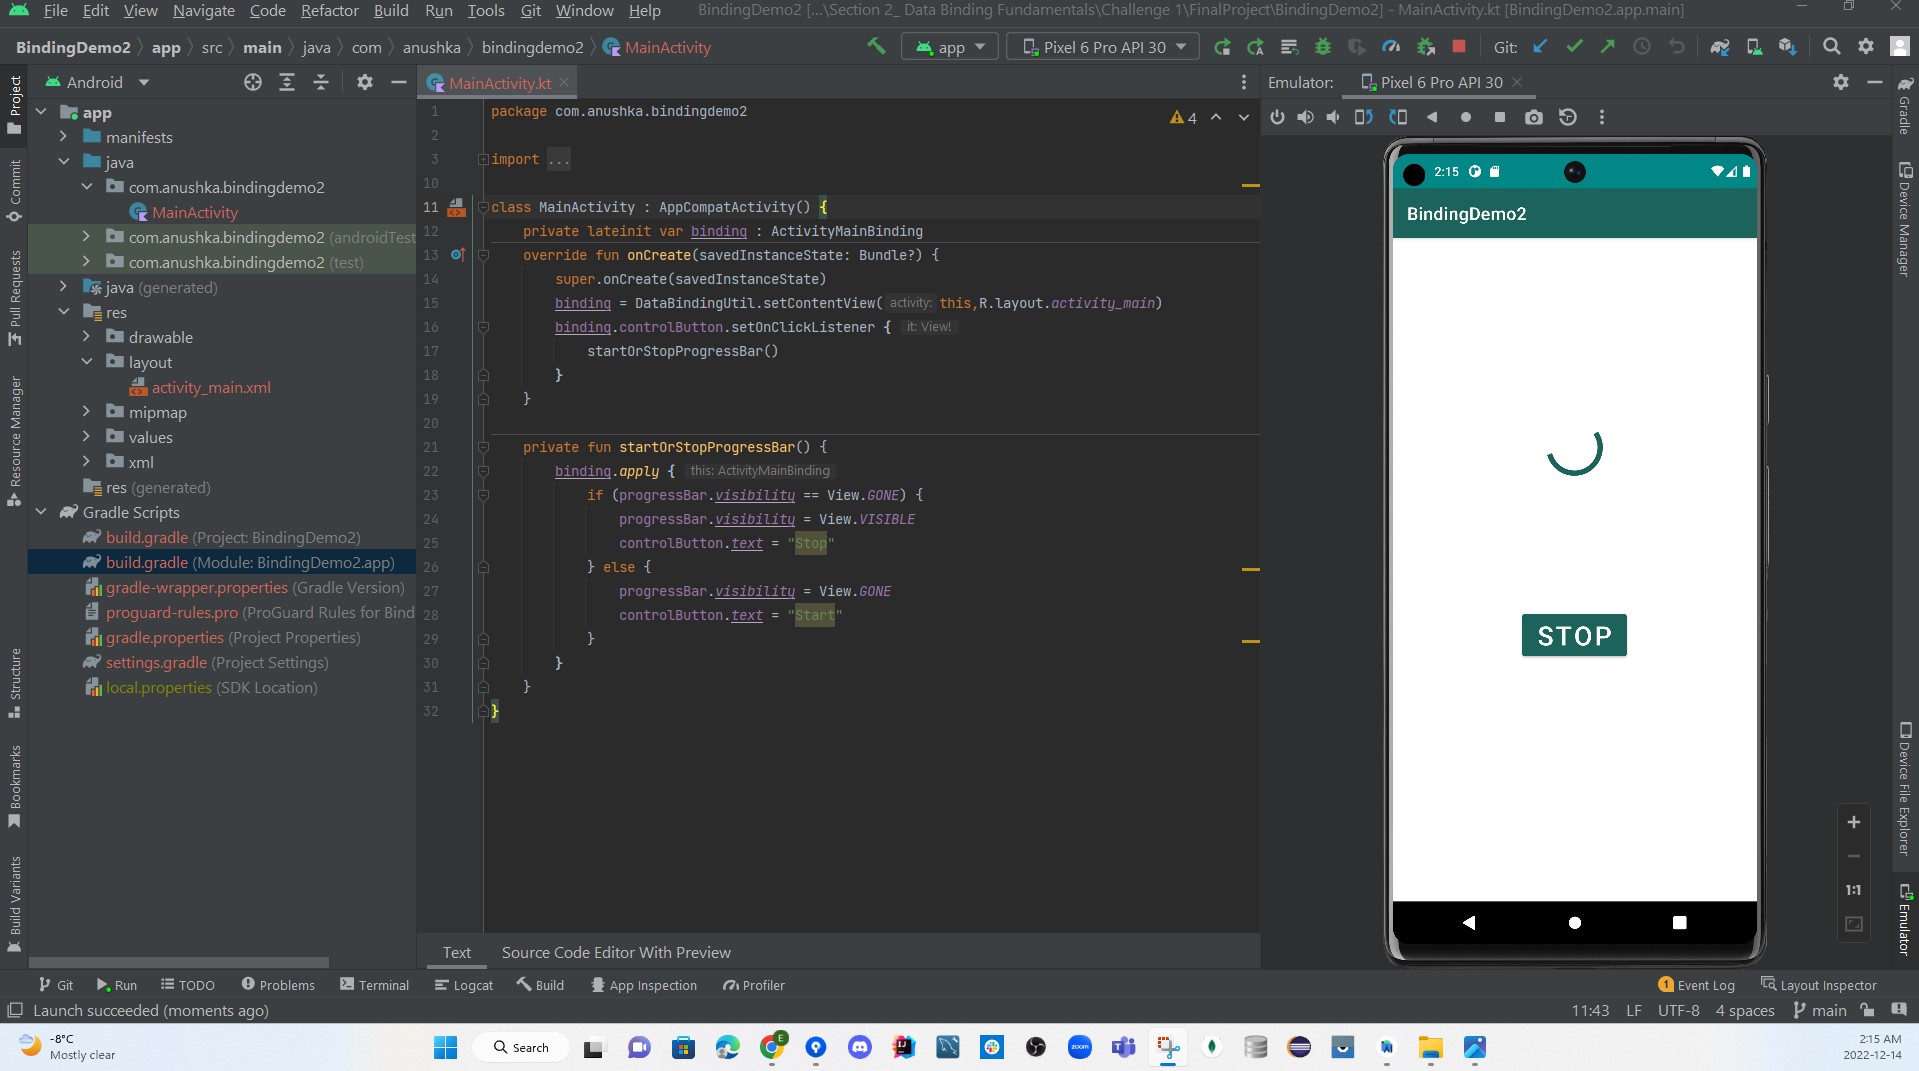 File Edit View Navigate Code Refactor Build Run Tools Git Window Help BindingDemo2 [...\Section 2_ Data Binding Fundamentals\Challenge 1\FinalProject\BindingDemo2] - MainActivity.kt [BindingDemo2.app.main]
BindingDemo2 app src main java com anushka bindingdemo2 MainActivity app Pixel 6 Pro API 30 Git:
Project
Commit
Pull Requests
Resource Manager
Structure
Bookmarks
Build Variants
Android
app
manifests
java
com.anushka.bindingdemo2
MainActivity
com.anushka.bindingdemo2 (androidTest
com.anushka.bindingdemo2 (test)
java (generated)
res
drawable
layout
activity_main.xml
mipmap
values
xml
res (generated)
Gradle Scripts
build.gradle (Project: BindingDemo2)
build.gradle (Module: BindingDemo2.app)
gradle-wrapper.properties (Gradle Version)
proguard-rules.pro (ProGuard Rules for Bind
gradle.properties (Project Properties)
settings.gradle (Project Settings)
local.properties (SDK Location)
MainActivity.kt
4
1 package com.anushka.bindingdemo2
2
3 import ...
10
11 class MainActivity : AppCompatActivity() {
12 private lateinit var binding : ActivityMainBinding
13 override fun onCreate(savedInstanceState: Bundle?) {
14 super.onCreate(savedInstanceState)
15 binding = DataBindingUtil.setContentView( activity: this,R.layout.activity_main)
16 binding.controlButton.setOnClickListener { it: View!
17 startOrStopProgressBar()
18 }
19 }
20
21 private fun startOrStopProgressBar() {
22 binding.apply { this: ActivityMainBinding
23 if (progressBar.visibility == View.GONE) {
24 progressBar.visibility = View.VISIBLE
25 controlButton.text = "Stop"
26 } else {
27 progressBar.visibility = View.GONE
28 controlButton.text = "Start"
29 }
30 }
31 }
32 }
Text Source Code Editor With Preview
Emulator: Pixel 6 Pro API 30
2:15
BindingDemo2
STOP
1:1
Gradle
Device Manager
Device File Explorer
Emulator
Git Run TODO Problems Terminal Logcat Build App Inspection Profiler 1 Event Log Layout Inspector
Launch succeeded (moments ago) 11:43 LF UTF-8 4 spaces main
-8°C
Mostly clear
Search
E
zoom
2:15 AM
2022-12-14